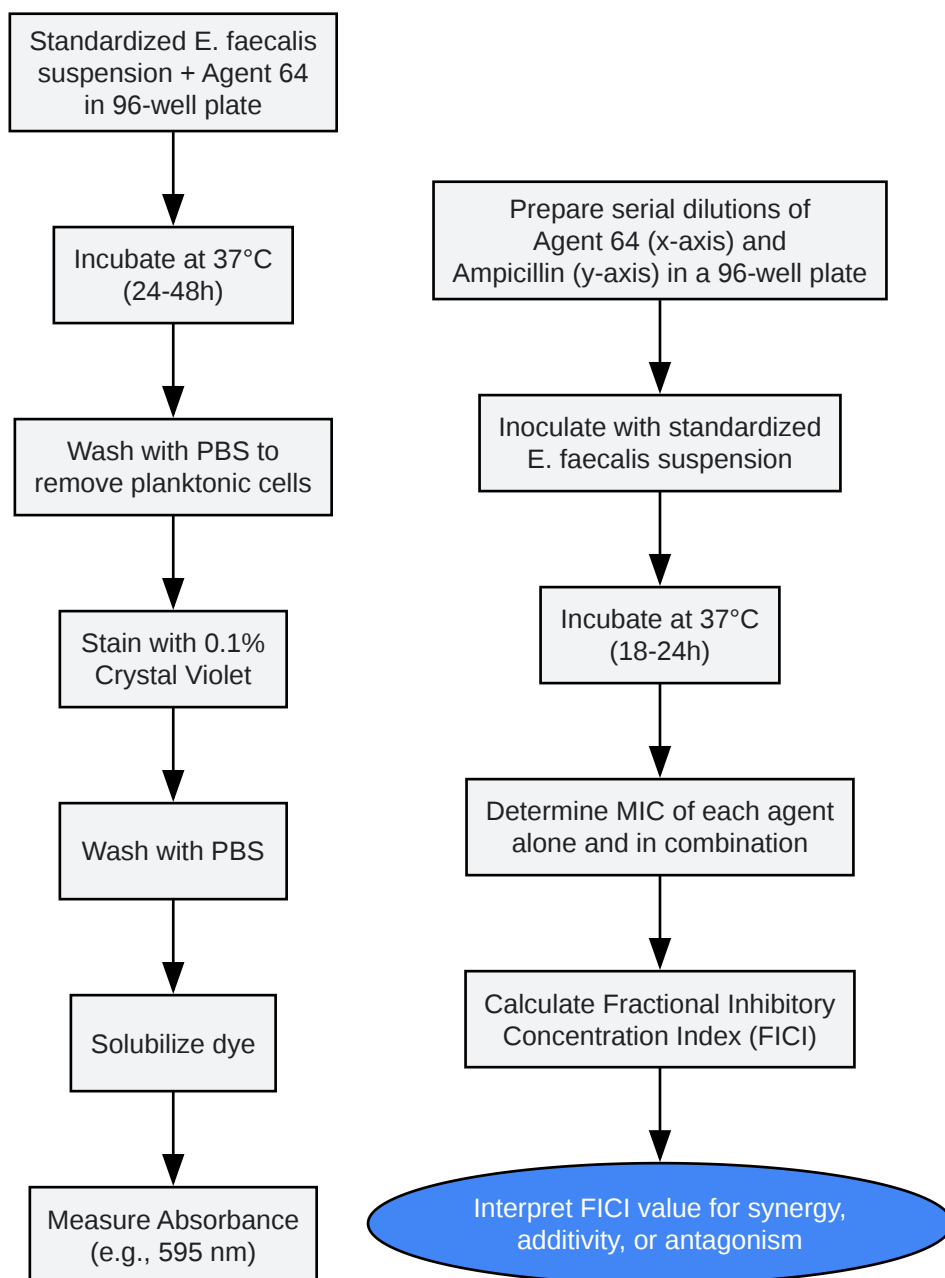 Standardized E. faecalis
suspension + Agent 64
in 96-well plate
Incubate at 37°C
(24-48h)
Wash with PBS to
remove planktonic cells
Stain with 0.1%
Crystal Violet
Wash with PBS
Solubilize dye
Measure Absorbance
(e.g., 595 nm)
Prepare serial dilutions of
Agent 64 (x-axis) and
Ampicillin (y-axis) in a 96-well plate
Inoculate with standardized
E. faecalis suspension
Incubate at 37°C
(18-24h)
Determine MIC of each agent
alone and in combination
Calculate Fractional Inhibitory
Concentration Index (FICI)
Interpret FICI value for synergy,
additivity, or antagonism